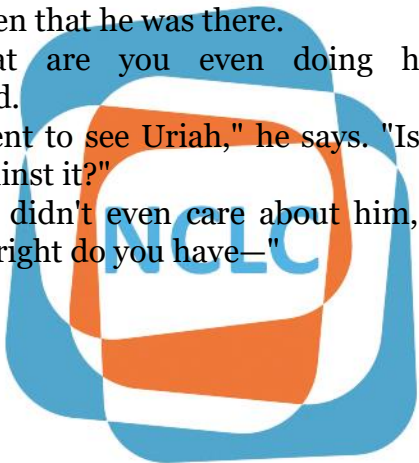 en that he was there.
at are you even doing h
d.
ent to see Uriah," he says. "Is
inst it?"
didn't even care about him,
right do you have—"
NCLC